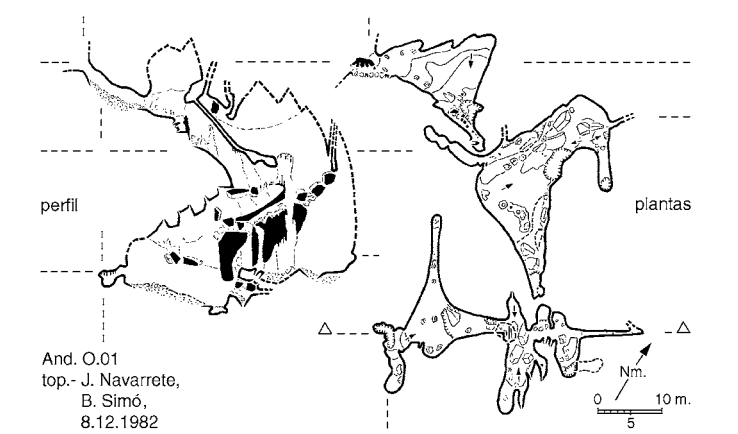 perfil
plantas
And. O.01
top.- J. Navarrete,
B. Simó,
8.12.1982
Nm.
0 10 m.
5